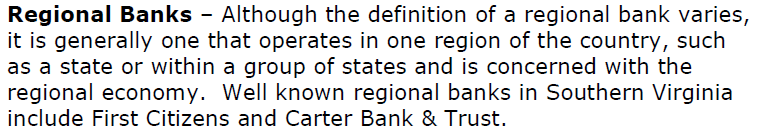 Regional Banks – Although the definition of a regional bank varies,
it is generally one that operates in one region of the country, such
as a state or within a group of states and is concerned with the
regional economy.  Well known regional banks in Southern Virginia
include First Citizens and Carter Bank & Trust.